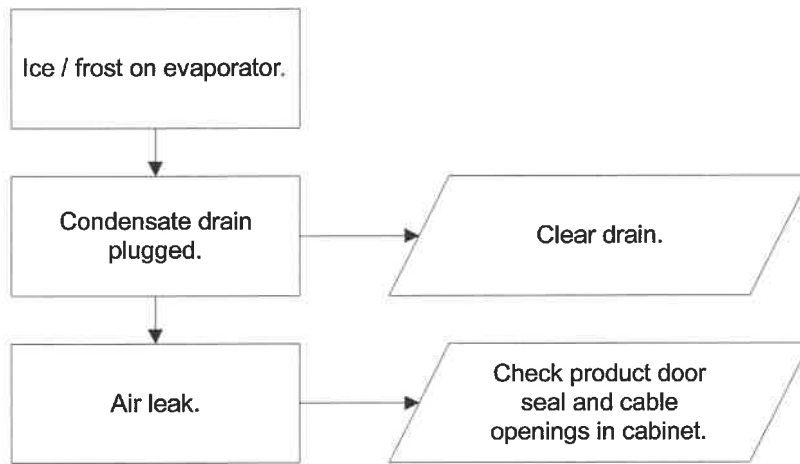 Ice / frost on evaporator.
Condensate drain
plugged.
Clear drain.
Air leak.
Check product door
seal and cable
openings in cabinet.